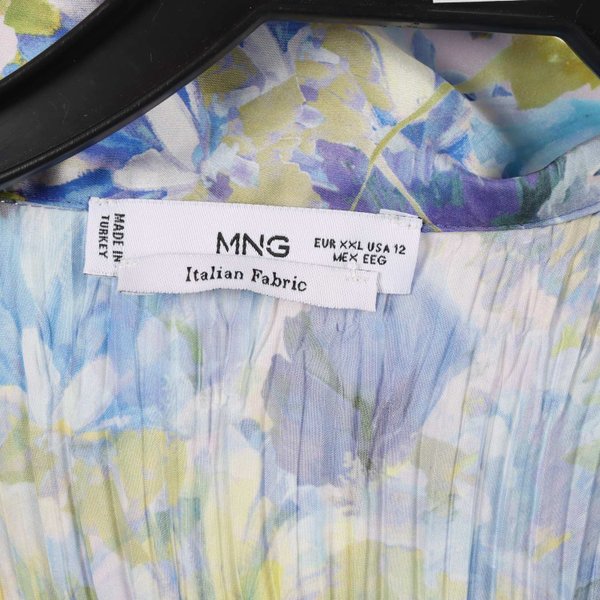 MADE IN
TURKEY
MNG
EUR XXL USA 12
MEX EEG
Italian Fabric